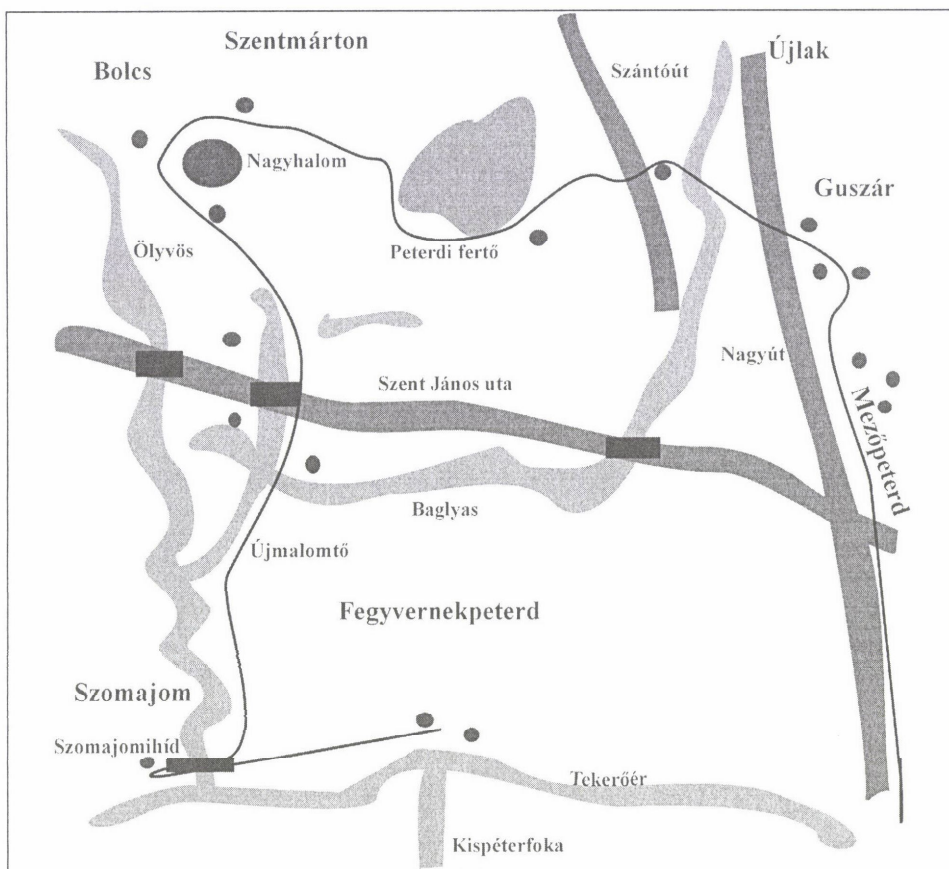 Szentmárton
Újlak
Bolcs
Szántóút
Nagyhalom
Guszár
Ölyvös
Peterdi fertő
Nagyút
Szent János uta
Mezőpeterd
Baglyas
Újmalomtő
Fegyvernekpeterd
Szomajom
Szomajomihíd
Tekerőér
Kispéterfoka